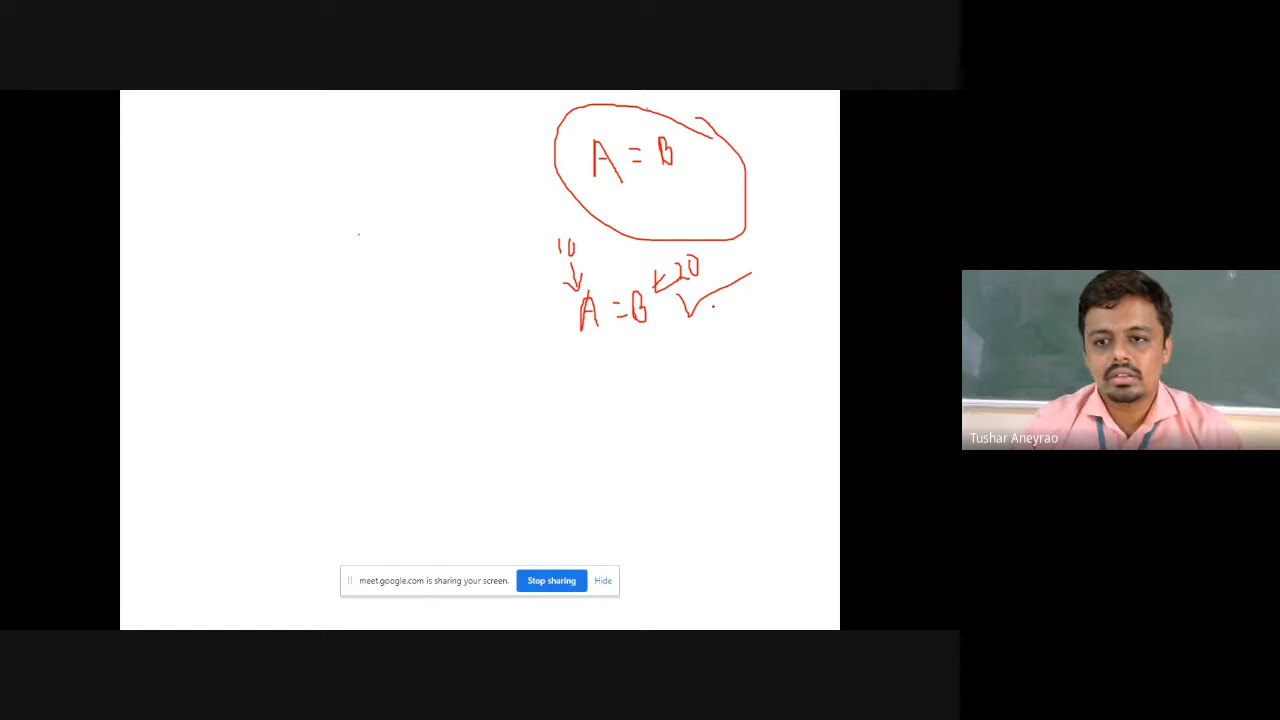 A = B
10
20
A = B
Tushar Aneyrao
meet.google.com is sharing your screen. Stop sharing Hide